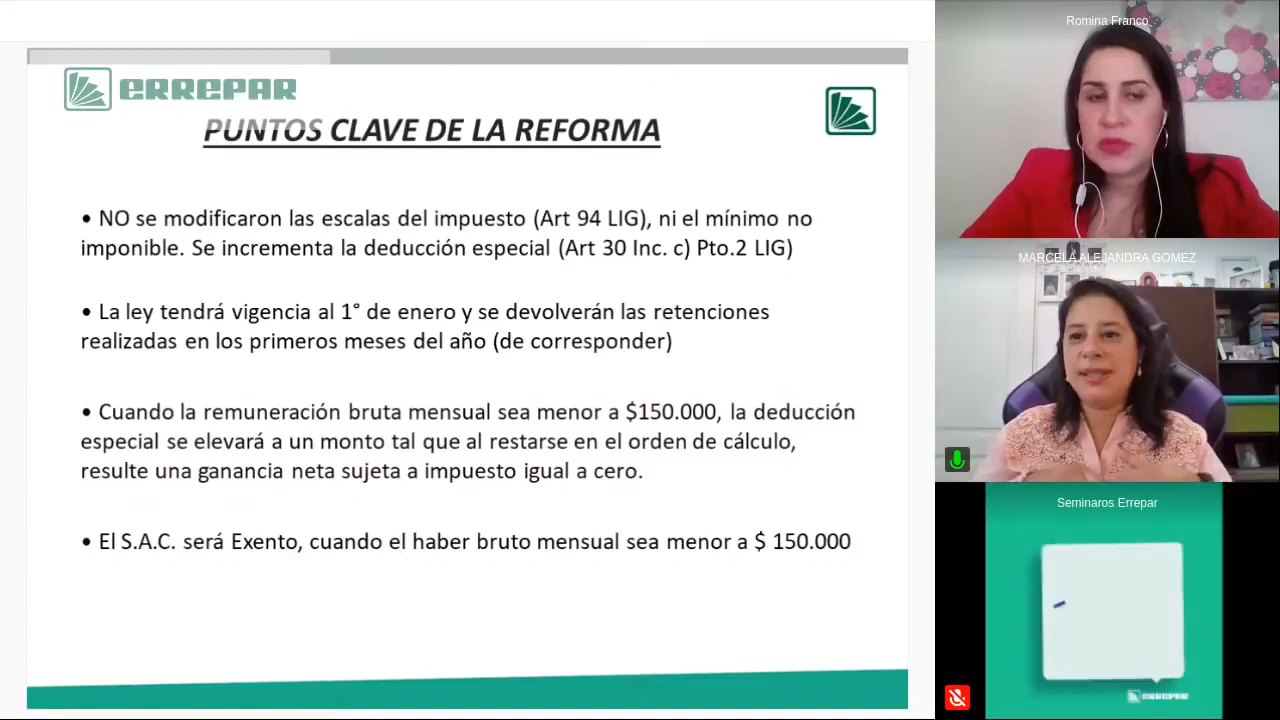 ERREPAR
PUNTOS CLAVE DE LA REFORMA
• NO se modificaron las escalas del impuesto (Art 94 LIG), ni el mínimo no
imponible. Se incrementa la deducción especial (Art 30 Inc. c) Pto.2 LIG)
• La ley tendrá vigencia al 1° de enero y se devolverán las retenciones
realizadas en los primeros meses del año (de corresponder)
• Cuando la remuneración bruta mensual sea menor a $150.000, la deducción
especial se elevará a un monto tal que al restarse en el orden de cálculo,
resulte una ganancia neta sujeta a impuesto igual a cero.
• El S.A.C. será Exento, cuando el haber bruto mensual sea menor a $ 150.000
Romina Franco
MARCELA ALEJANDRA GOMEZ
Seminaros Errepar
ERREPAR